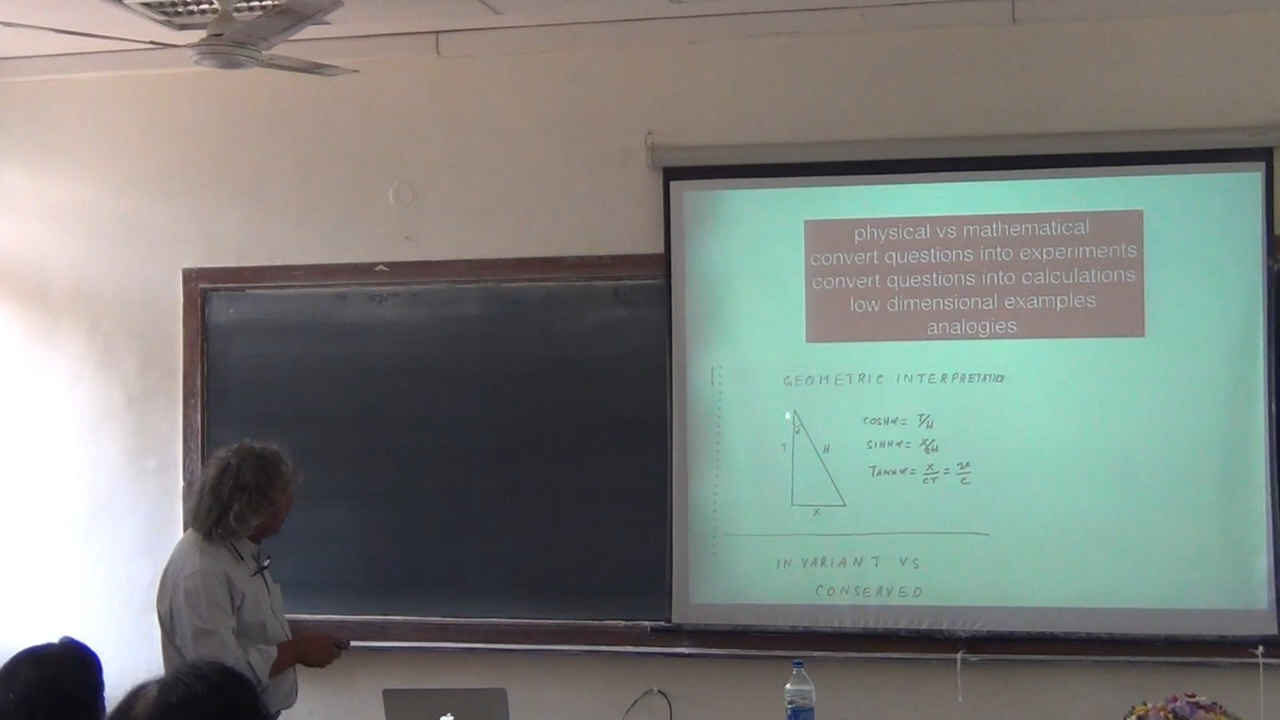 physical vs mathematical
convert questions into experiments
convert questions into calculations
low dimensional examples
analogies
GEOMETRIC INTERPRETATIO
α
T
H
X
COSHα = T/H
SINHα = X/cH
TANHα = X/CT = v/C
INVARIANT VS
CONSERVED